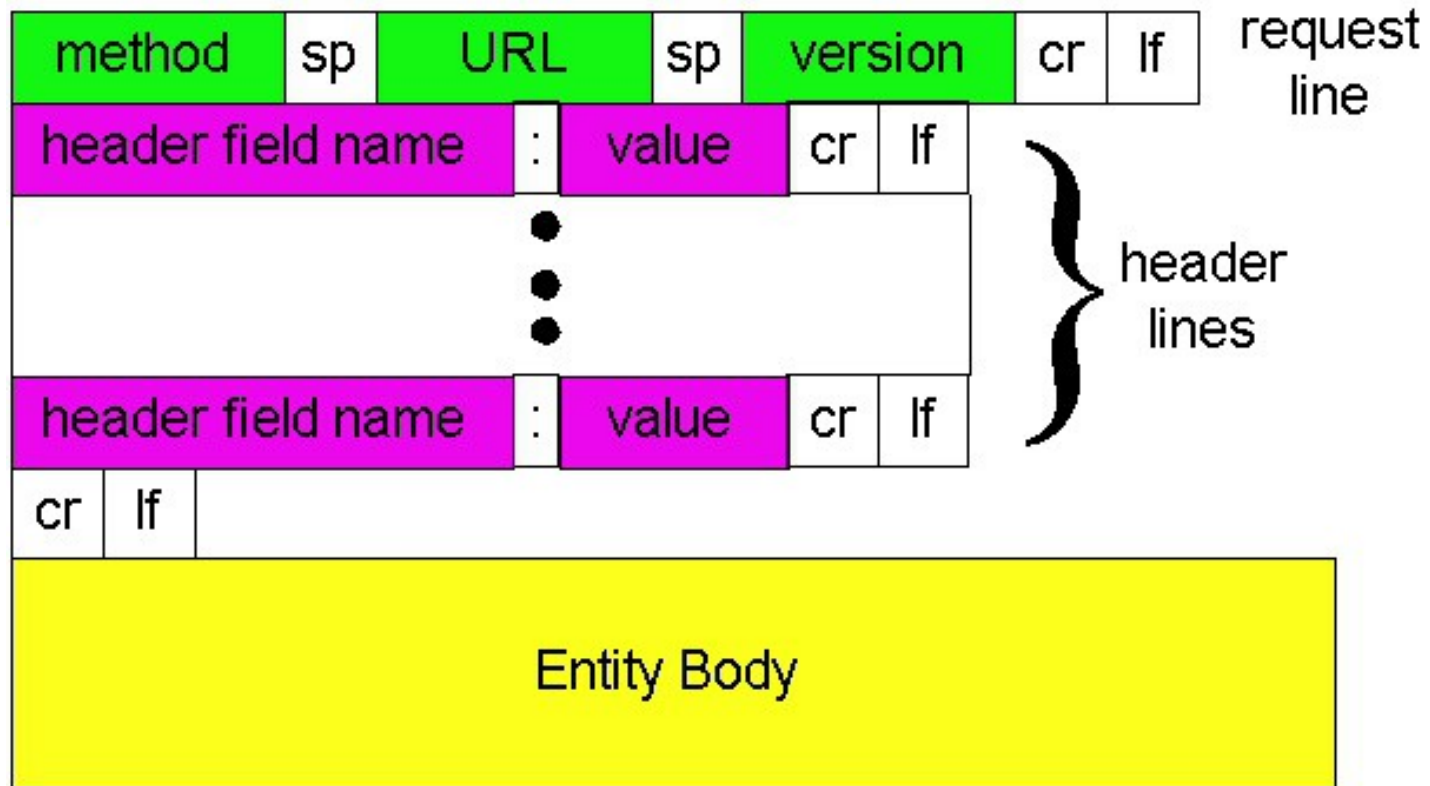 method sp URL sp version cr lf request line
header field name : value cr lf
header lines
header field name : value cr lf
cr lf
Entity Body